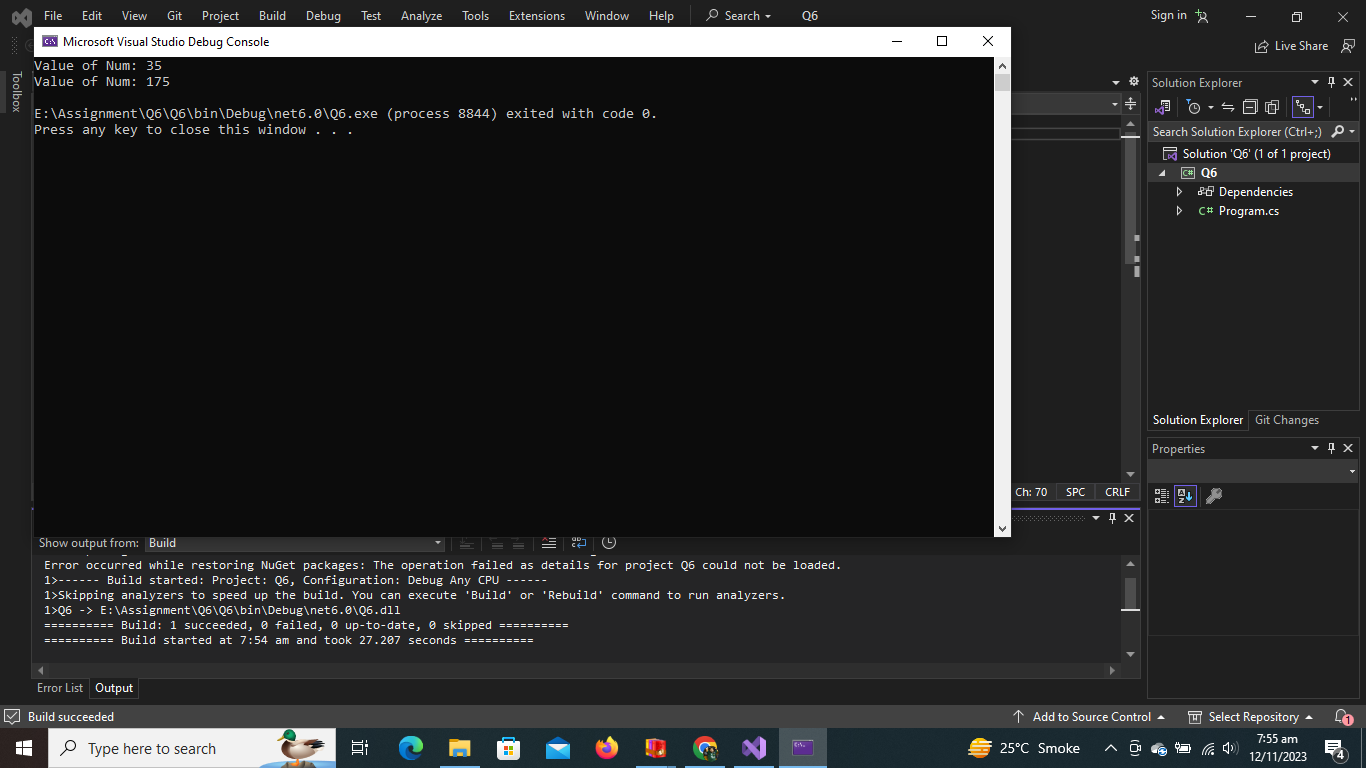 File Edit View Git Project Build Debug Test Analyze Tools Extensions Window Help Search Q6
Sign in
Live Share
Toolbox
Microsoft Visual Studio Debug Console
Value of Num: 35
Value of Num: 175
E:\Assignment\Q6\Q6\bin\Debug\net6.0\Q6.exe (process 8844) exited with code 0.
Press any key to close this window . . .
Solution Explorer
Search Solution Explorer (Ctrl+;)
Solution 'Q6' (1 of 1 project)
C# Q6
Dependencies
C# Program.cs
Solution Explorer Git Changes
Properties
Ch: 70 SPC CRLF
Show output from: Build
Error occurred while restoring NuGet packages: The operation failed as details for project Q6 could not be loaded.
1>------ Build started: Project: Q6, Configuration: Debug Any CPU ------
1>Skipping analyzers to speed up the build. You can execute 'Build' or 'Rebuild' command to run analyzers.
1>Q6 -> E:\Assignment\Q6\Q6\bin\Debug\net6.0\Q6.dll
========== Build: 1 succeeded, 0 failed, 0 up-to-date, 0 skipped ==========
========== Build started at 7:54 am and took 27.207 seconds ==========
Error List Output
Build succeeded
Add to Source Control Select Repository 1
Type here to search
25°C Smoke
7:55 am
12/11/2023
4